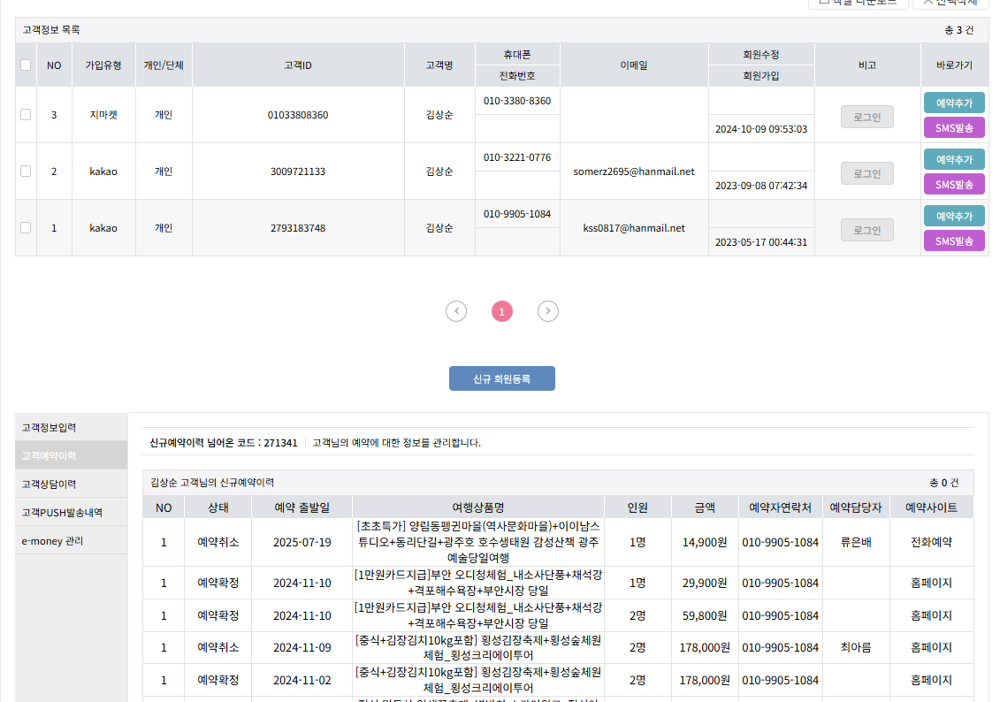 엑셀 다운로드
선택삭제
고객정보 목록
총 3 건
NO 가입유형 개인/단체 고객ID 고객명 휴대폰 전화번호 이메일 회원수정 회원가입 비고 바로가기
3 지마켓 개인 01033808360 김상순 010-3380-8360 2024-10-09 09:53:03 로그인 예약추가 SMS발송
2 kakao 개인 3009721133 김상순 010-3221-0776 somerz2695@hanmail.net 2023-09-08 07:42:34 로그인 예약추가 SMS발송
1 kakao 개인 2793183748 김상순 010-9905-1084 kss0817@hanmail.net 2023-05-17 00:44:31 로그인 예약추가 SMS발송
1
신규 회원등록
고객정보입력
고객예약이력
고객상담이력
고객PUSH발송내역
e-money 관리
신규예약이력 넘어온 코드 : 271341 고객님의 예약에 대한 정보를 관리합니다.
김상순 고객님의 신규예약이력
총 0 건
NO 상태 예약 출발일 여행상품명 인원 금액 예약자연락처 예약담당자 예약사이트
1 예약취소 2025-07-19 [초초특가] 양림동펭귄마을(역사문화마을)+이이남스
튜디오+동리단길+광주호 호수생태원 감성산책 광주
예술당일여행 1명 14,900원 010-9905-1084 류은배 전화예약
1 예약확정 2024-11-10 [1만원카드지급]부안 오디청체험_내소사단풍+채석강
+격포해수욕장+부안시장 당일 1명 29,900원 010-9905-1084 홈페이지
1 예약확정 2024-11-10 [1만원카드지급]부안 오디청체험_내소사단풍+채석강
+격포해수욕장+부안시장 당일 2명 59,800원 010-9905-1084 홈페이지
1 예약취소 2024-11-09 [중식+김장김치10kg포함] 횡성김장축제+횡성숲체원
체험_횡성크리에이투어 2명 178,000원 010-9905-1084 최아름 홈페이지
1 예약확정 2024-11-02 [중식+김장김치10kg포함] 횡성김장축제+횡성숲체원
체험_횡성크리에이투어 2명 178,000원 010-9905-1084 홈페이지